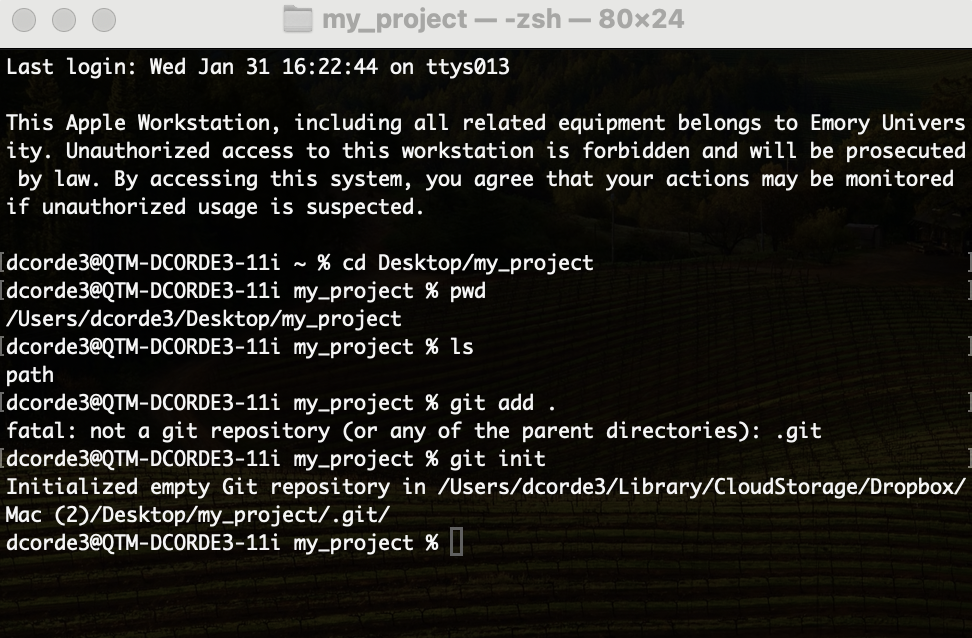 my_project — -zsh — 80×24
Last login: Wed Jan 31 16:22:44 on ttys013
This Apple Workstation, including all related equipment belongs to Emory Univers
ity. Unauthorized access to this workstation is forbidden and will be prosecuted
 by law. By accessing this system, you agree that your actions may be monitored
if unauthorized usage is suspected.
[dcorde3@QTM-DCORDE3-11i ~ % cd Desktop/my_project ]
[dcorde3@QTM-DCORDE3-11i my_project % pwd ]
/Users/dcorde3/Desktop/my_project
[dcorde3@QTM-DCORDE3-11i my_project % ls ]
path
[dcorde3@QTM-DCORDE3-11i my_project % git add . ]
fatal: not a git repository (or any of the parent directories): .git
[dcorde3@QTM-DCORDE3-11i my_project % git init ]
Initialized empty Git repository in /Users/dcorde3/Library/CloudStorage/Dropbox/
Mac (2)/Desktop/my_project/.git/
dcorde3@QTM-DCORDE3-11i my_project %